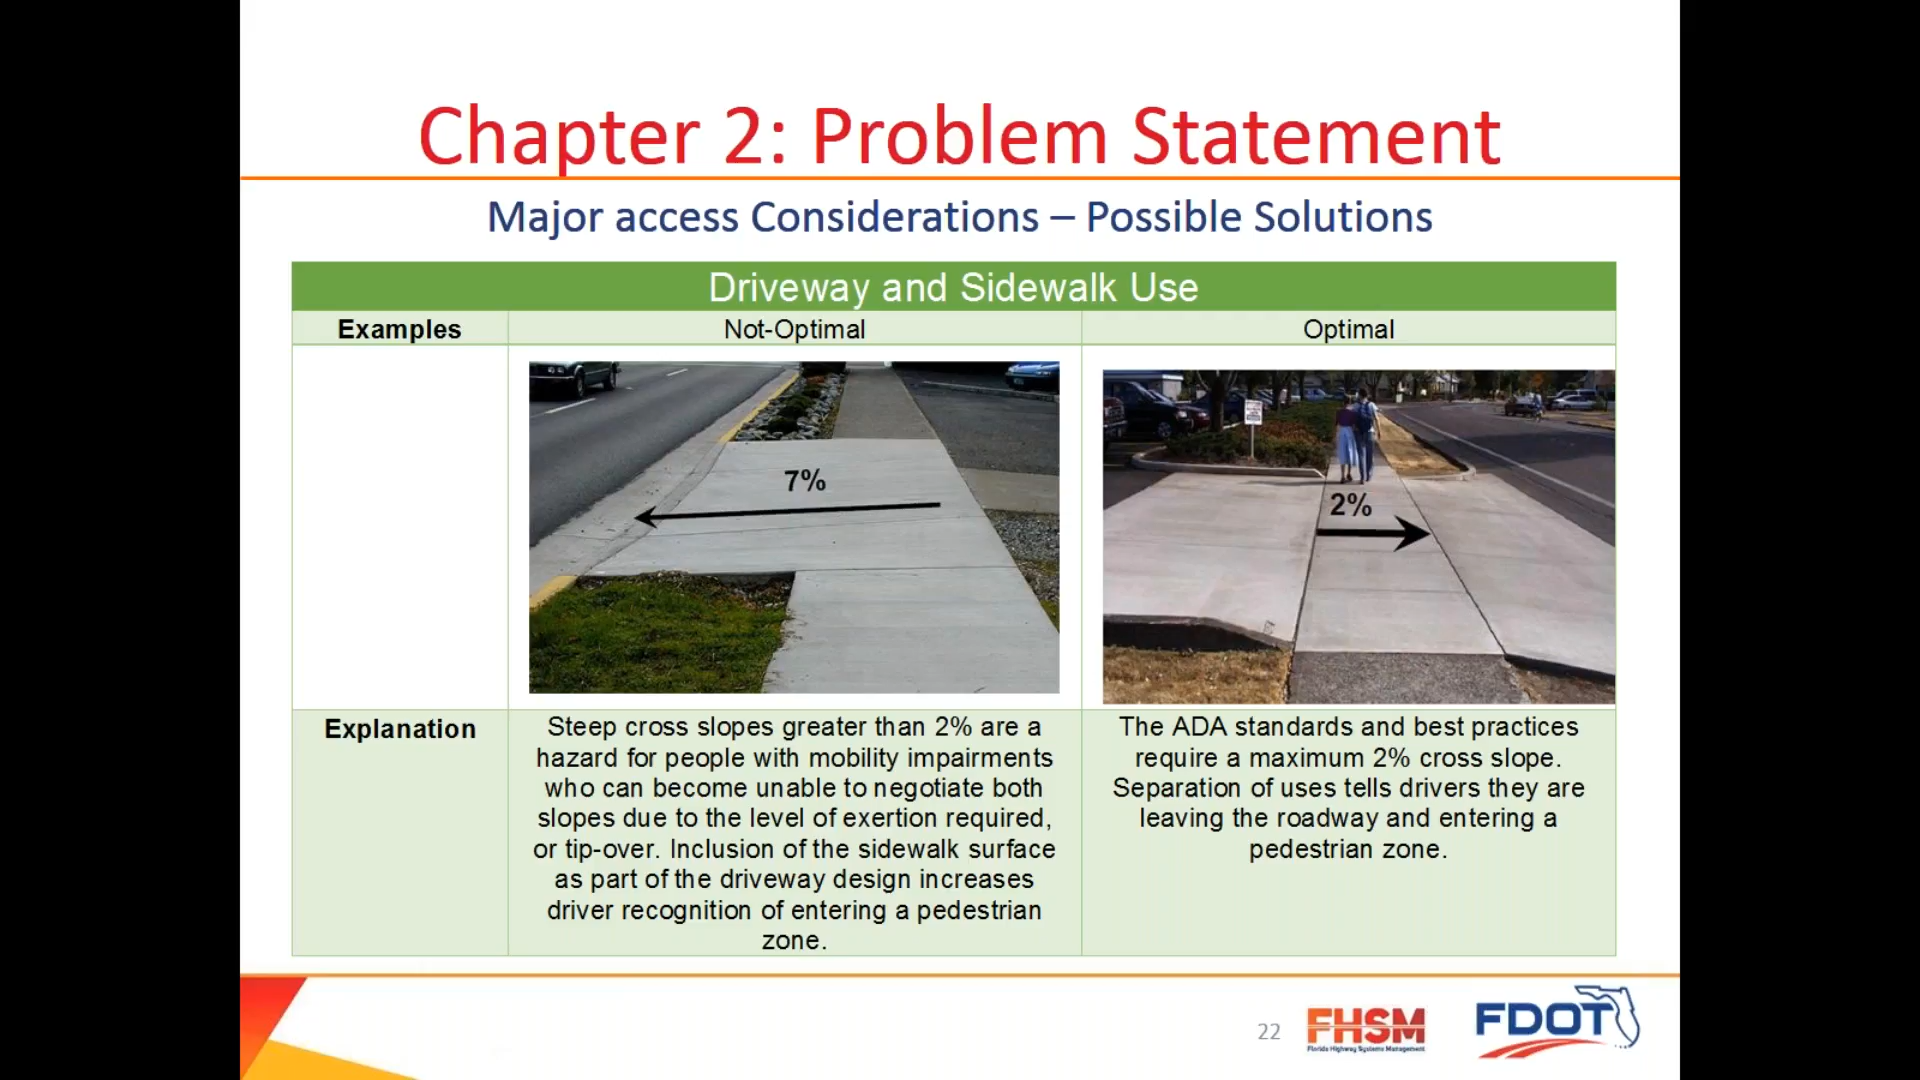 Chapter 2: Problem Statement
Major access Considerations – Possible Solutions
Driveway and Sidewalk Use
Examples
Not-Optimal
Optimal
7%
2%
Explanation
Steep cross slopes greater than 2% are a
hazard for people with mobility impairments
who can become unable to negotiate both
slopes due to the level of exertion required,
or tip-over. Inclusion of the sidewalk surface
as part of the driveway design increases
driver recognition of entering a pedestrian
zone.
The ADA standards and best practices
require a maximum 2% cross slope.
Separation of uses tells drivers they are
leaving the roadway and entering a
pedestrian zone.
22
FHSM
Florida Highway Systems Management
FDOT